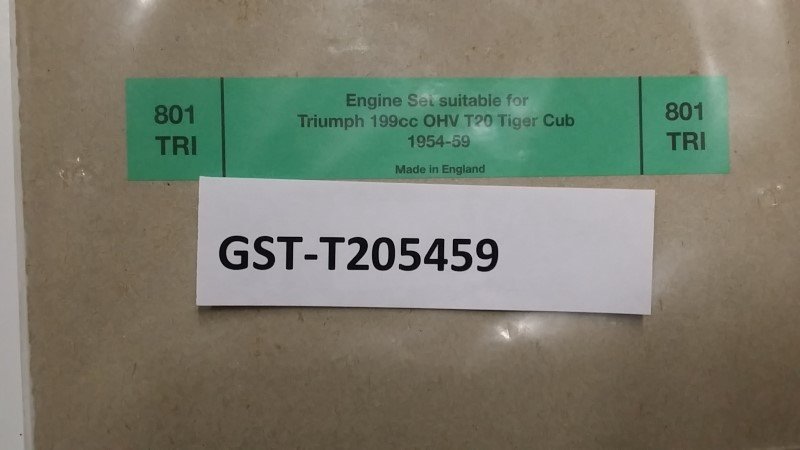 801
TRI
Engine Set suitable for
Triumph 199cc OHV T20 Tiger Cub
1954-59
Made in England
801
TRI
GST-T205459